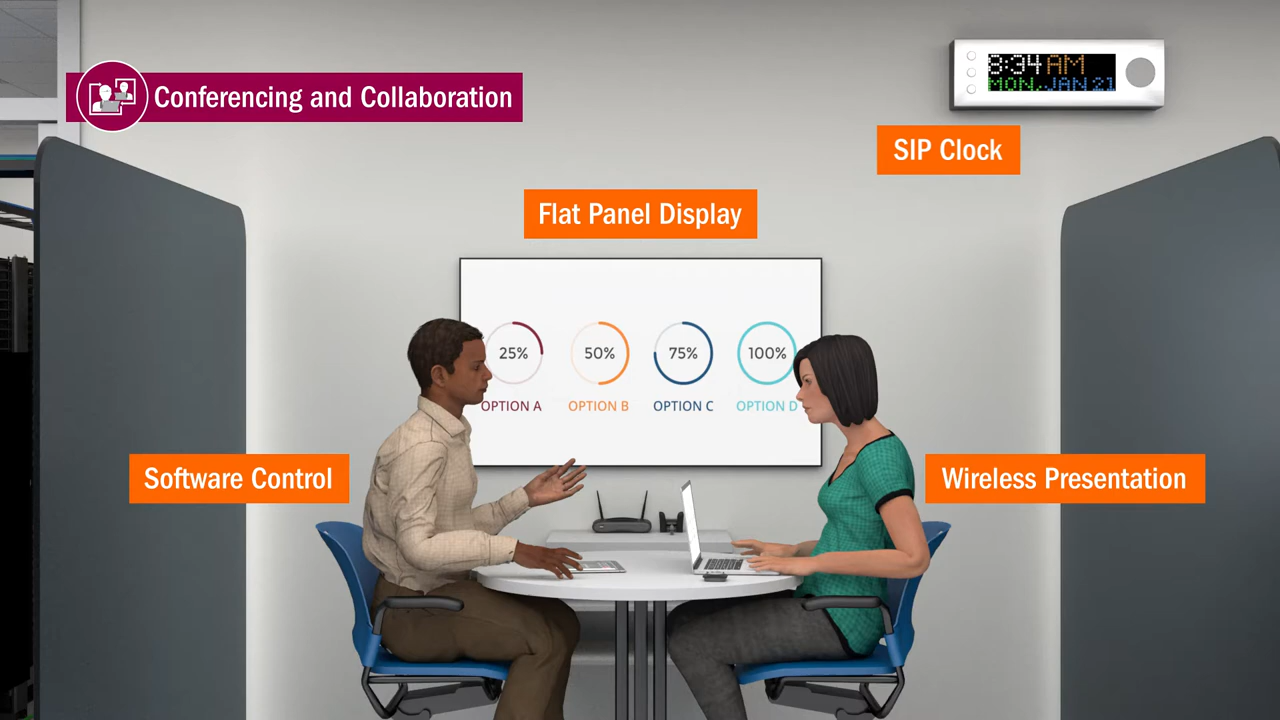 8:34 AM
MON, JAN 21
Conferencing and Collaboration
SIP Clock
Flat Panel Display
25% 50% 75% 100%
OPTION A OPTION B OPTION C OPTION D
Software Control
Wireless Presentation